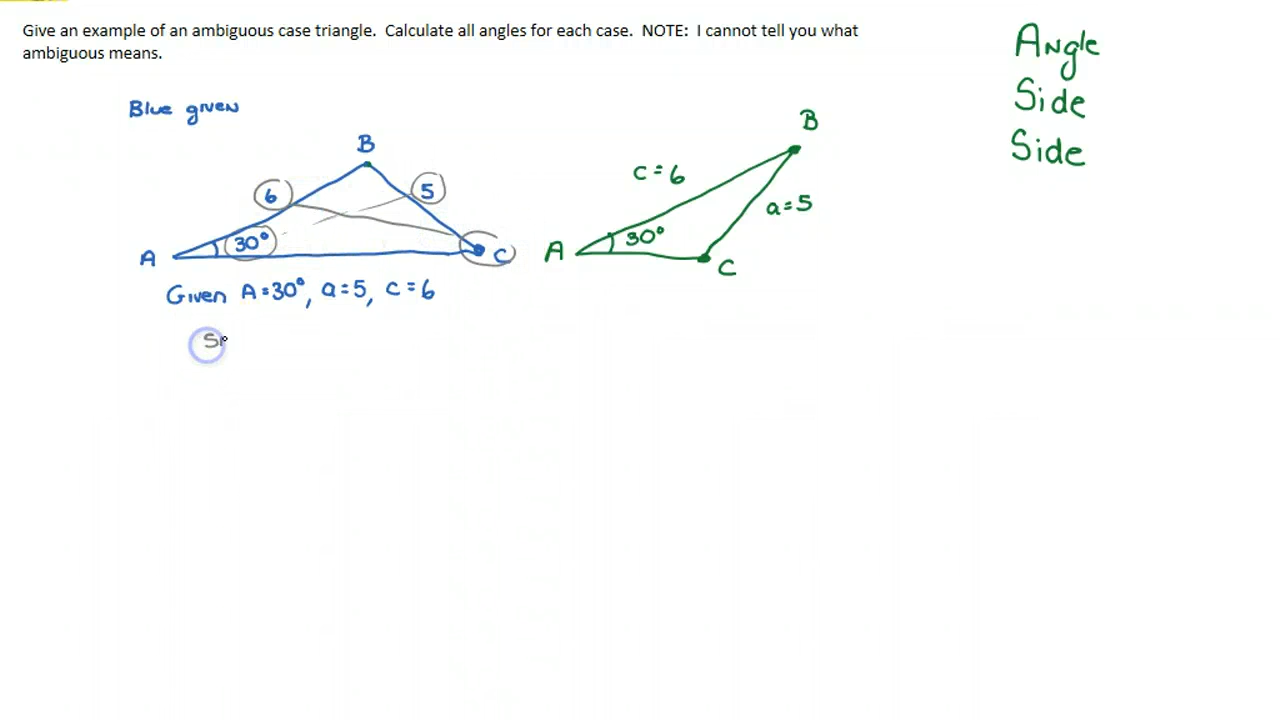 Give an example of an ambiguous case triangle. Calculate all angles for each case. NOTE: I cannot tell you what
ambiguous means.
Angle
Side
Side
Blue given
B
6
5
A
30°
C
Given A=30°, a=5, c=6
B
c=6
a=5
A
30°
C